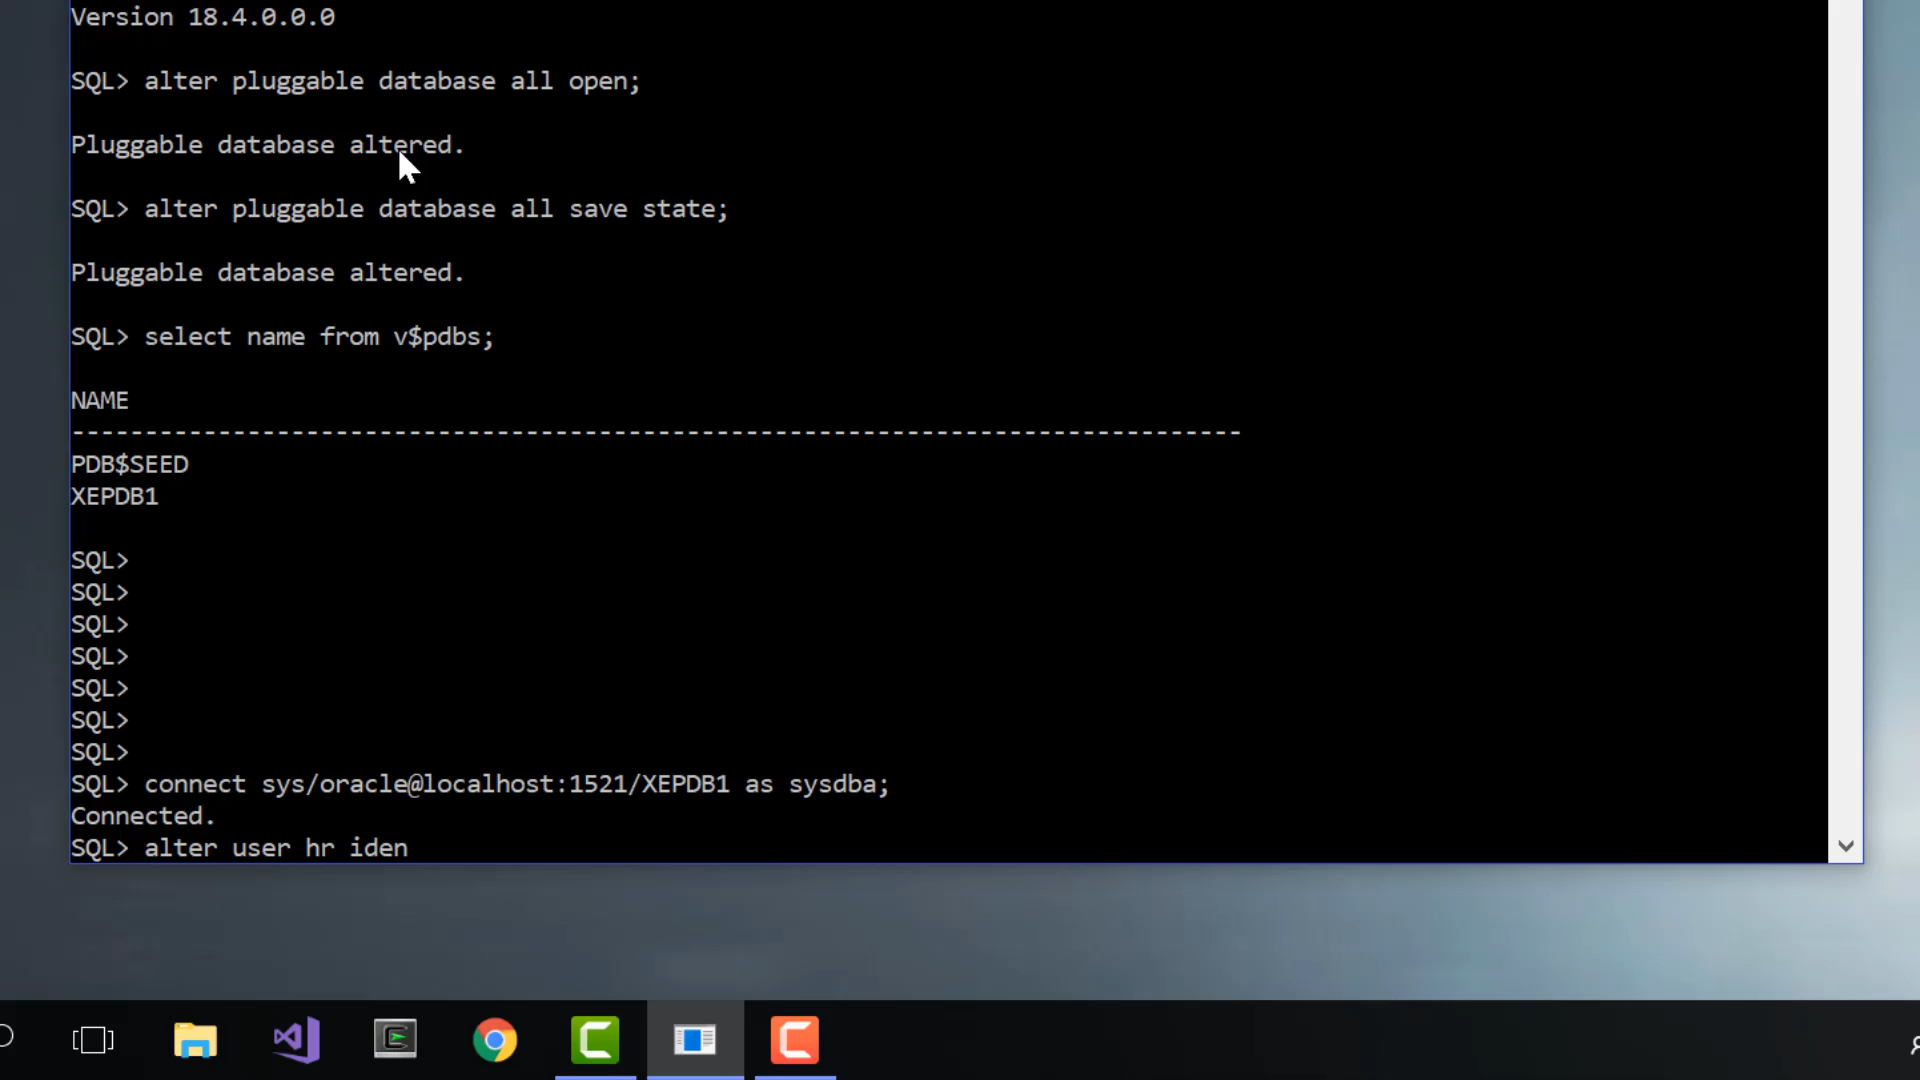 Version 18.4.0.0.0
SQL> alter pluggable database all open;
Pluggable database altered.
SQL> alter pluggable database all save state;
Pluggable database altered.
SQL> select name from v$pdbs;
NAME
--------------------------------------------------------------------------------
PDB$SEED
XEPDB1
SQL>
SQL>
SQL>
SQL>
SQL>
SQL>
SQL>
SQL> connect sys/oracle@localhost:1521/XEPDB1 as sysdba;
Connected.
SQL> alter user hr iden